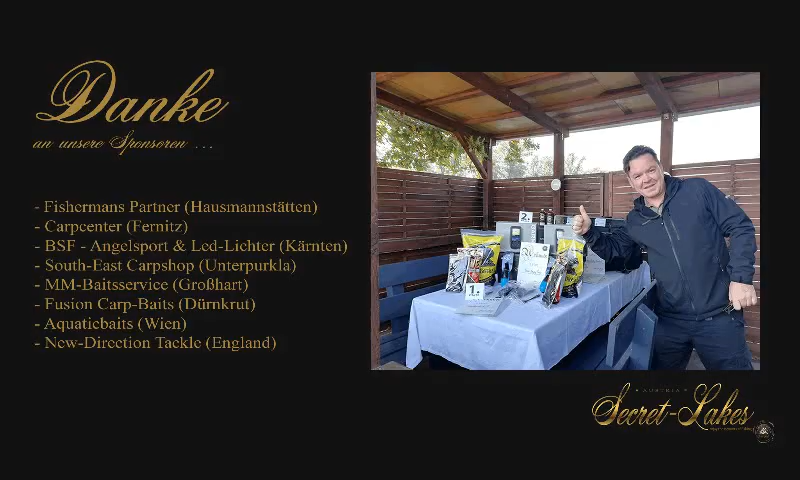 Danke
an unsere Sponsoren ...
- Fishermans Partner (Hausmannstätten)
- Carpcenter (Fernitz)
- BSF - Angelsport & Led-Lichter (Kärnten)
- South-East Carpshop (Unterpurkla)
- MM-Baitsservice (Großhart)
- Fusion Carp-Baits (Dürnkrut)
- Aquaticbaits (Wien)
- New-Direction Tackle (England)
2.
1.
AUSTRIA
Secret-Lakes